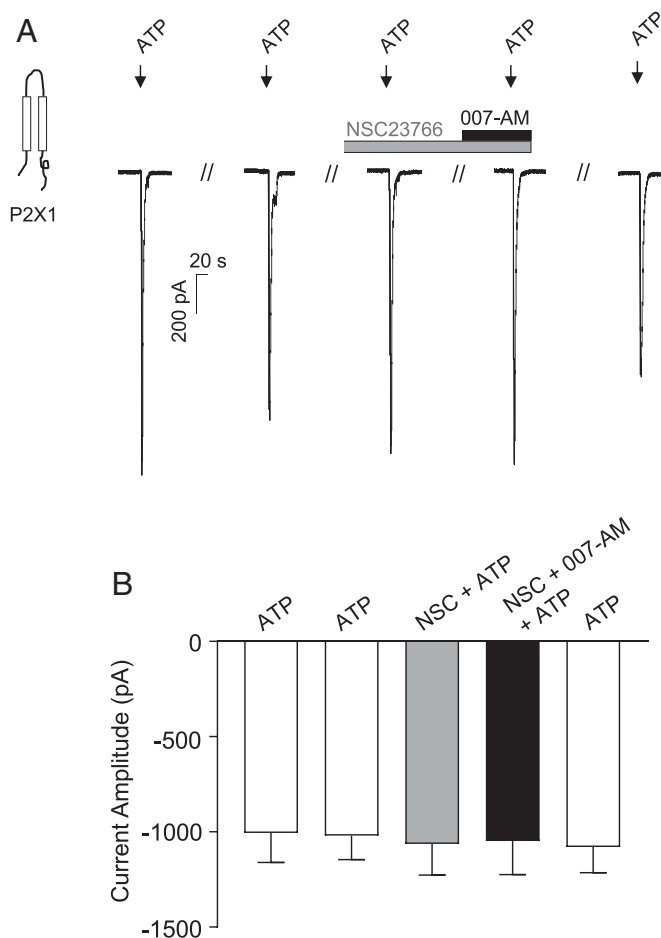 A
ATP
ATP
ATP
ATP
ATP
P2X1
NSC23766
007-AM
//
//
//
//
20 s
200 pA
B
ATP
ATP
NSC + ATP
NSC + 007-AM
+ ATP
ATP
Current Amplitude (pA)
0
-500
-1000
-1500